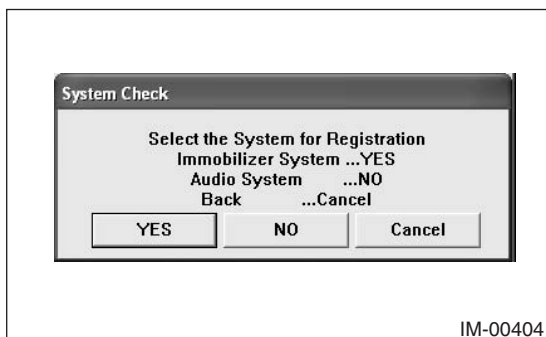 System Check
Select the System for Registration
Immobilizer System ...YES
Audio System ...NO
Back ...Cancel
YES NO Cancel
IM-00404